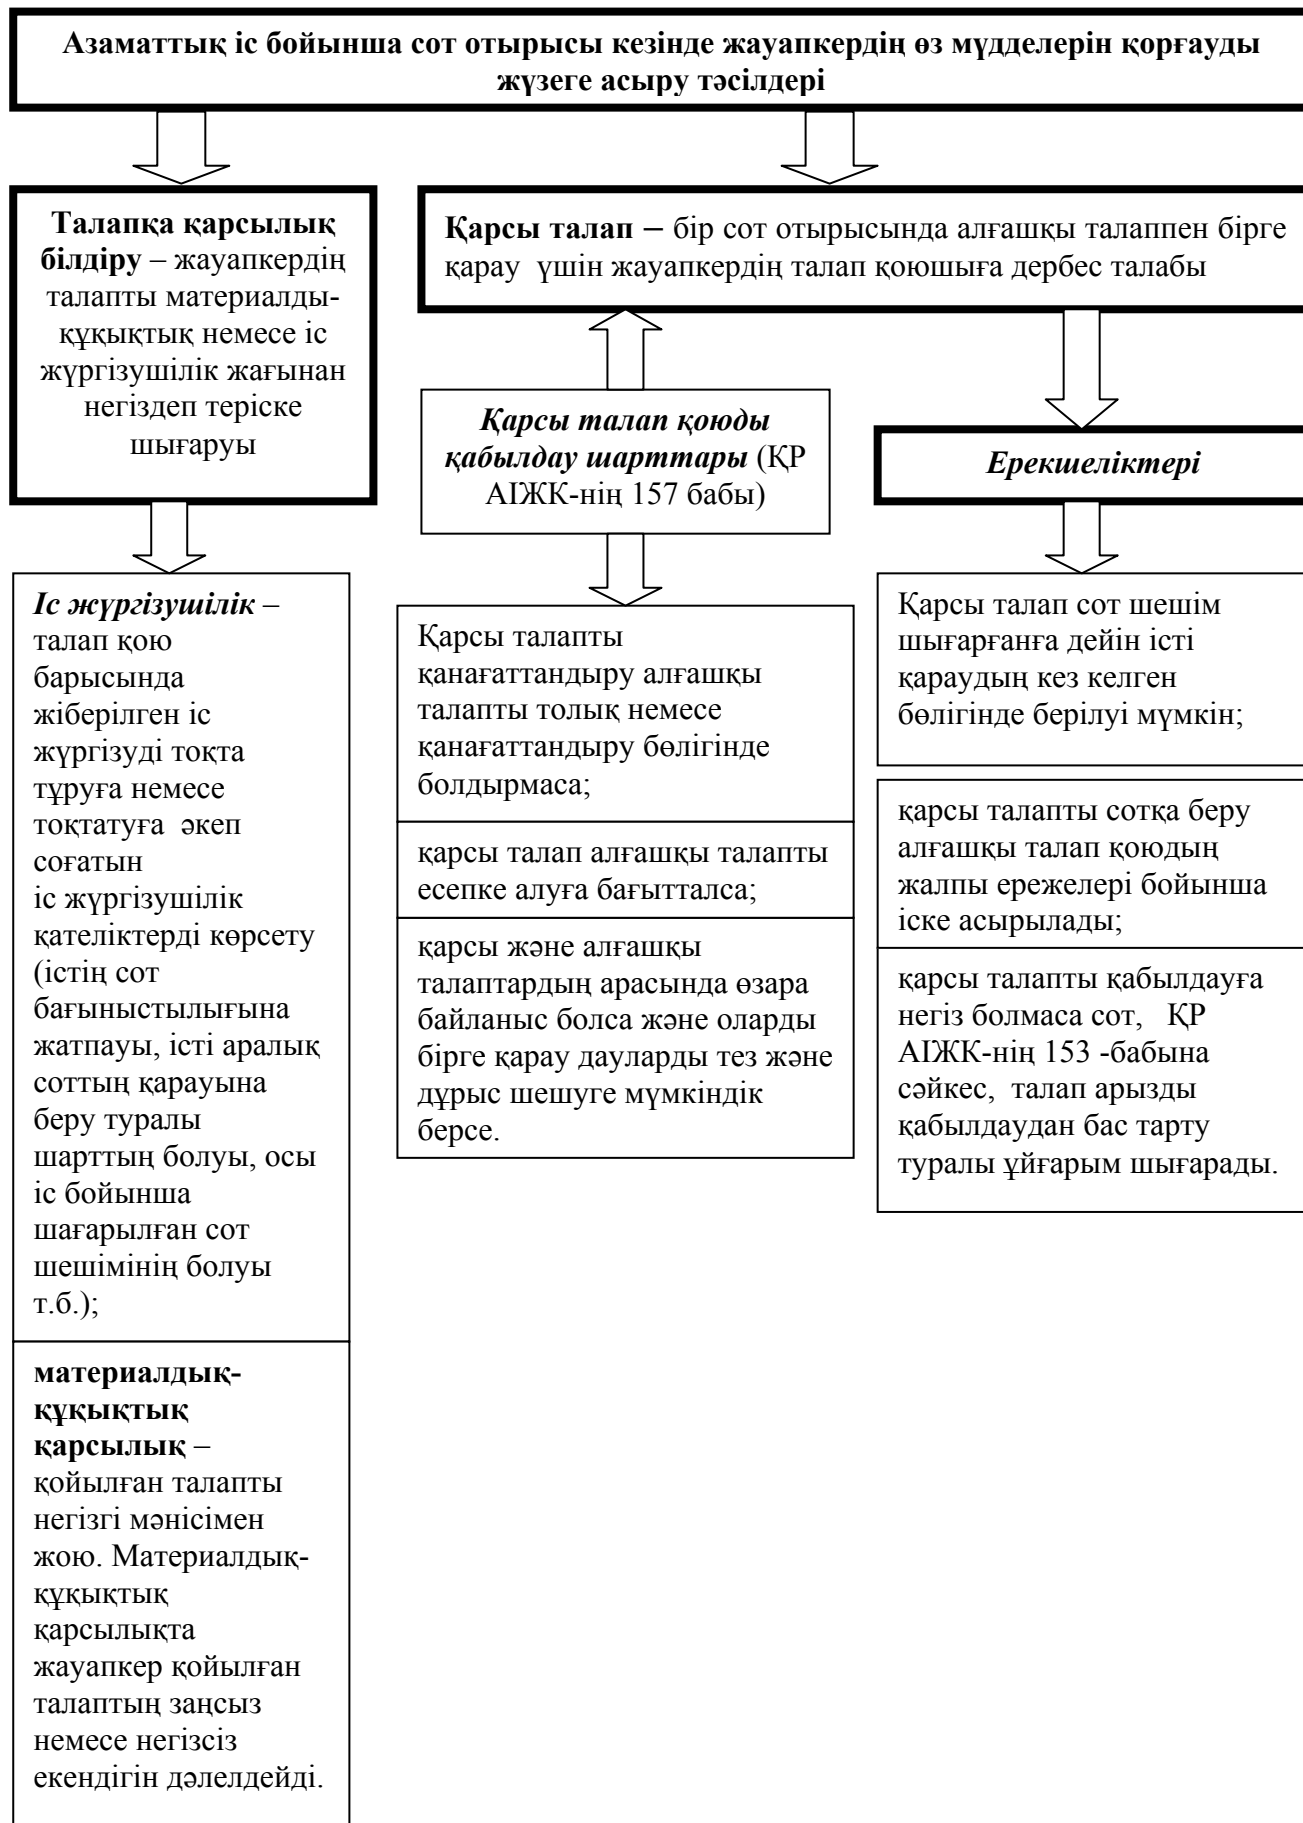 Азаматтық іс бойынша сот отырысы кезінде жауапкердің өз мүдделерін қорғауды
жүзеге асыру тәсілдері
Талапқа қарсылық
білдіру – жауапкердің
талапты материалды-
құқықтық немесе іс
жүргізушілік жағынан
негіздеп теріске
шығаруы
Қарсы талап – бір сот отырысында алғашқы талаппен бірге
қарау үшін жауапкердің талап қоюшыға дербес талабы
Қарсы талап қоюды
қабылдау шарттары (ҚР
АІЖК-нің 157 бабы)
Ерекшеліктері
Іс жүргізушілік –
талап қою
барысында
жіберілген іс
жүргізуді тоқта
тұруға немесе
тоқтатуға әкеп
соғатын
іс жүргізушілік
қателіктерді көрсету
(істің сот
бағыныстылығына
жатпауы, істі аралық
соттың қарауына
беру туралы
шарттың болуы, осы
іс бойынша
шағарылған сот
шешімінің болуы
т.б.);
материалдық-
құқықтық
қарсылық –
қойылған талапты
негізгі мәнісімен
жою. Материалдық-
құқықтық
қарсылықта
жауапкер қойылған
талаптың заңсыз
немесе негізсіз
екендігін дәлелдейді.
Қарсы талапты
қанағаттандыру алғашқы
талапты толық немесе
қанағаттандыру бөлігінде
болдырмаса;
қарсы талап алғашқы талапты
есепке алуға бағытталса;
қарсы және алғашқы
талаптардың арасында өзара
байланыс болса және оларды
бірге қарау дауларды тез және
дұрыс шешуге мүмкіндік
берсе.
Қарсы талап сот шешім
шығарғанға дейін істі
қараудың кез келген
бөлігінде берілуі мүмкін;
қарсы талапты сотқа беру
алғашқы талап қоюдың
жалпы ережелері бойынша
іске асырылады;
қарсы талапты қабылдауға
негіз болмаса сот, ҚР
АІЖК-нің 153 -бабына
сәйкес, талап арызды
қабылдаудан бас тарту
туралы ұйғарым шығарады.